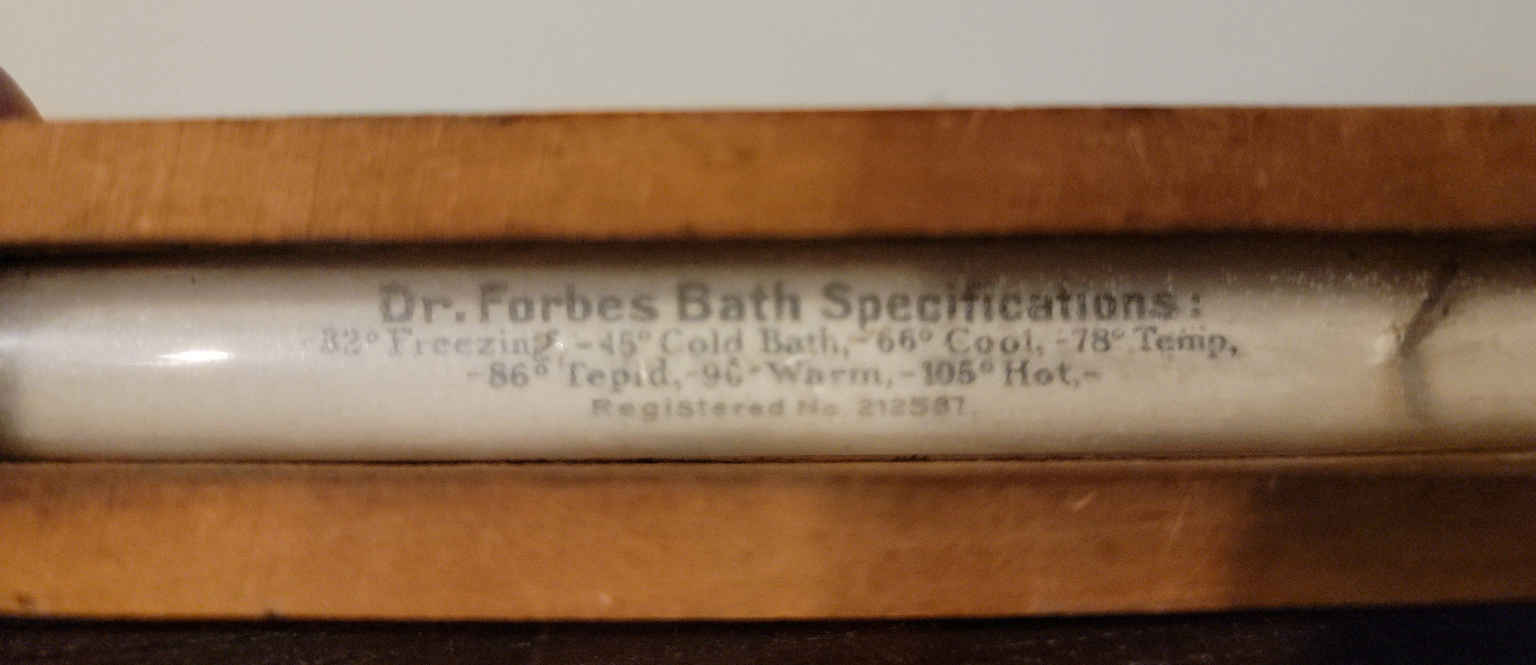 Dr. Forbes Bath Specifications:
-32° Freezing, -45° Cold Bath, -66° Cool, -78° Temp,
-86° Tepid, -96° Warm, -105° Hot,-
Registered No. 212587.